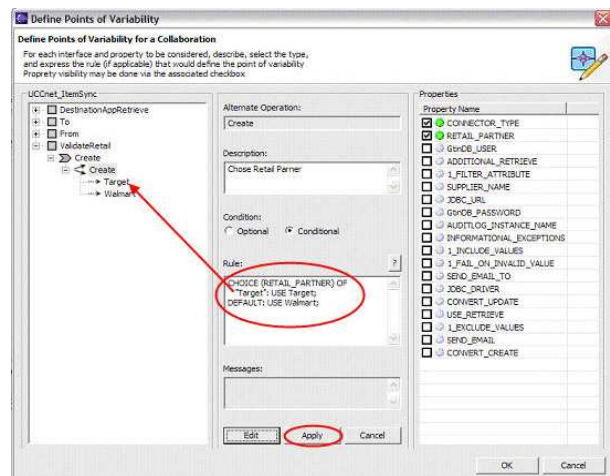 Define Points of Variability
Define Points of Variability for a Collaboration
For each interface and property to be considered, describe, select the type,
and express the rule (if applicable) that would define the point of variability
Proprety visibility may be done via the associated
checkbox
UCCnet_ItemSync
DestinationAppRetrieve
To
From
ValidateRetail
Create
Create
Target
Walmart
Alternate Operation:
Create
Description:
Chose Retail Parner
Condition:
Optional Conditional
Rule: ?
CHOICE (RETAIL_PARTNER) OF
"Target": USE Target;
DEFAULT: USE Walmart;
Messages:
Edit Apply Cancel
Properties
Property Name
CONNECTOR_TYPE
RETAIL_PARTNER
GtinDB_USER
ADDITIONAL_RETRIEVE
1_FILTER_ATTRIBUTE
SUPPLIER_NAME
JDBC_URL
GtinDB_PASSWORD
AUDITLOG_INSTANCE_NAME
INFORMATIONAL_EXCEPTIONS
1_INCLUDE_VALUES
1_FAIL_ON_INVALID_VALUE
SEND_EMAIL_TO
JDBC_DRIVER
CONVERT_UPDATE
USE_RETRIEVE
1_EXCLUDE_VALUES
SEND_EMAIL
CONVERT_CREATE
OK Cancel